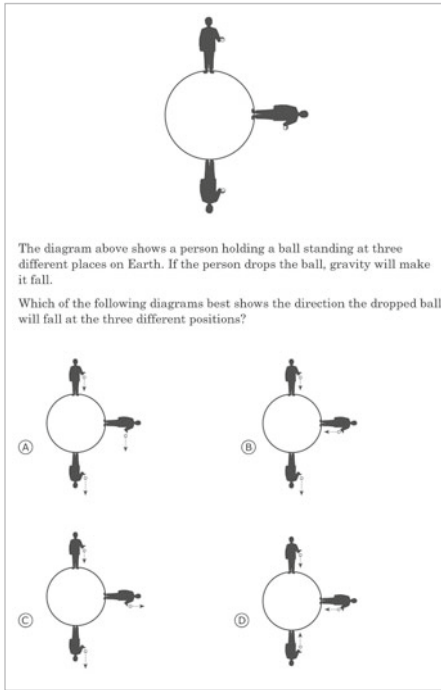 The diagram above shows a person holding a ball standing at three
different places on Earth. If the person drops the ball, gravity will make
it fall.
Which of the following diagrams best shows the direction the dropped ball
will fall at the three different positions?
A
B
C
D